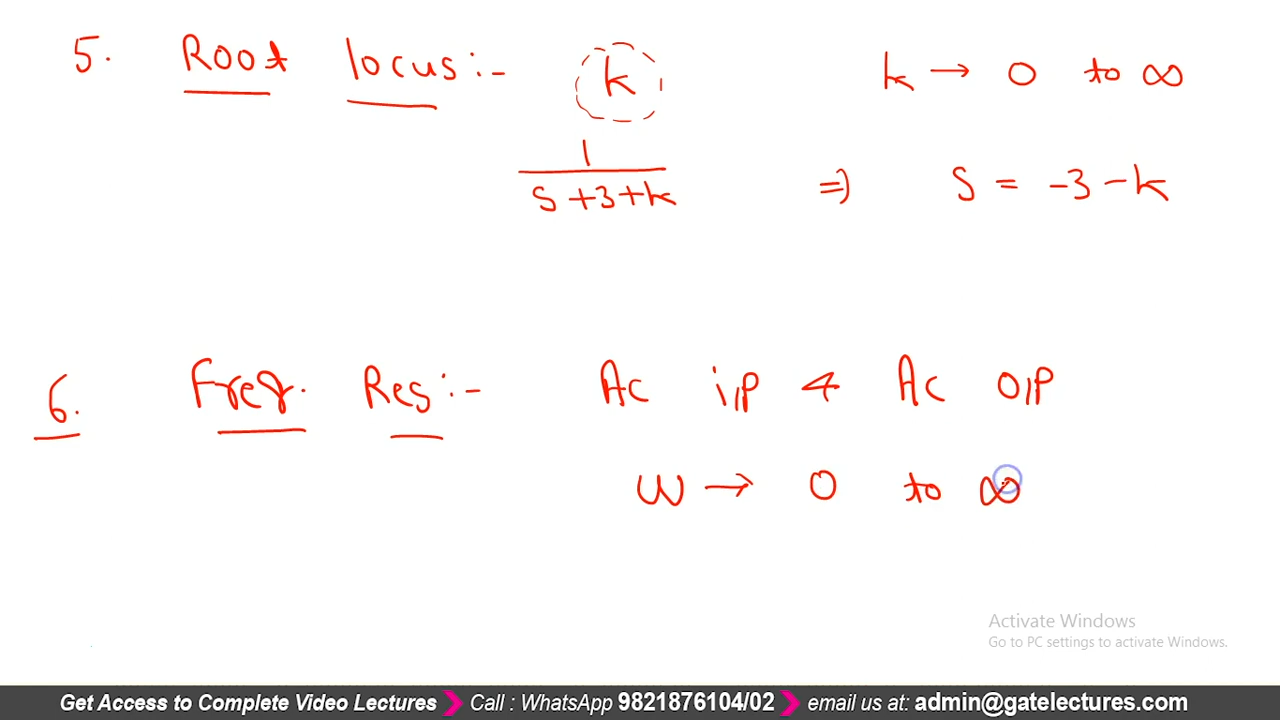 5. Root locus :- k k → 0 to ∞
1
s + 3 + k ⇒ s = -3 - k
6. Freq. Res :- Ac i/p & Ac o/p
ω → 0 to ∞
Activate Windows
Go to PC settings to activate Windows.
Get Access to Complete Video Lectures Call : WhatsApp 9821876104/02 email us at: admin@gatelectures.com